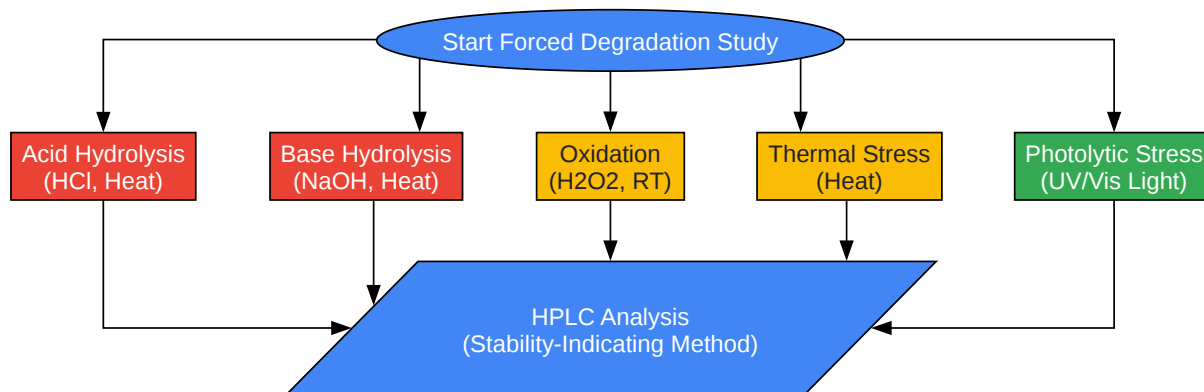 Start Forced Degradation Study
Acid Hydrolysis
(HCl, Heat)
Base Hydrolysis
(NaOH, Heat)
Oxidation
(H2O2, RT)
Thermal Stress
(Heat)
Photolytic Stress
(UV/Vis Light)
HPLC Analysis
(Stability-Indicating Method)